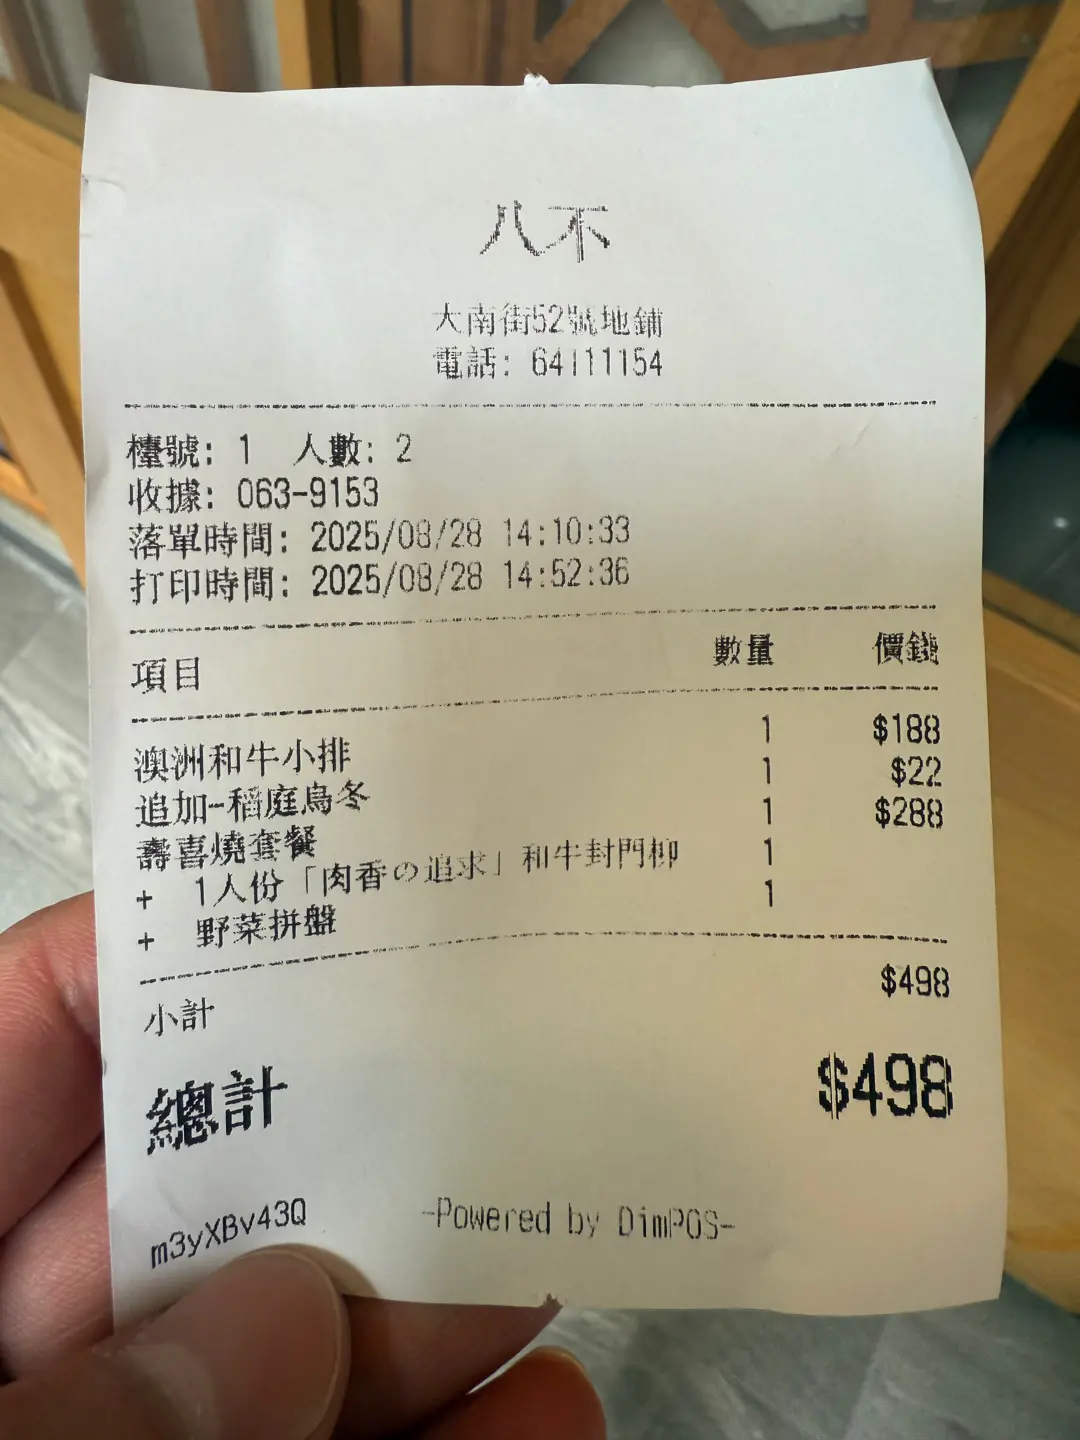 八不
大南街52號地鋪
電話: 64111154
檯號: 1 人數: 2
收據: 063-9153
落單時間: 2025/08/28 14:10:33
打印時間: 2025/08/28 14:52:36
項目 數量 價錢
澳洲和牛小排 1 $188
追加-稻庭烏冬 1 $22
壽喜燒套餐 1 $288
+ 1人份「肉香の追求」和牛封門柳 1
+ 野菜拼盤 1
小計 $498
總計 $498
m3yXBv43Q -Powered by DimPOS-